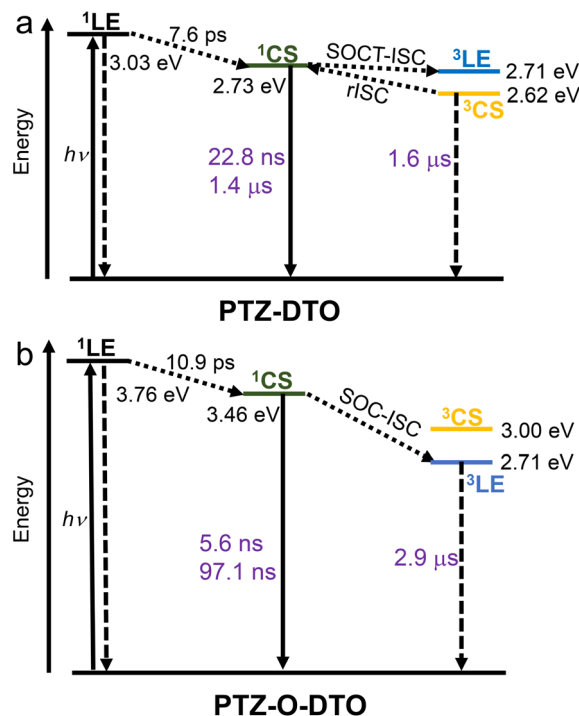 a
¹LE
7.6 ps
¹CS
SOCT-ISC
³LE
3.03 eV
2.71 eV
2.73 eV
rISC
2.62 eV
³CS
Energy
hν
22.8 ns
1.4 μs
1.6 μs
PTZ-DTO
b
¹LE
10.9 ps
¹CS
SOC-ISC
3.76 eV
3.46 eV
³CS
3.00 eV
2.71 eV
³LE
Energy
hν
5.6 ns
97.1 ns
2.9 μs
PTZ-O-DTO